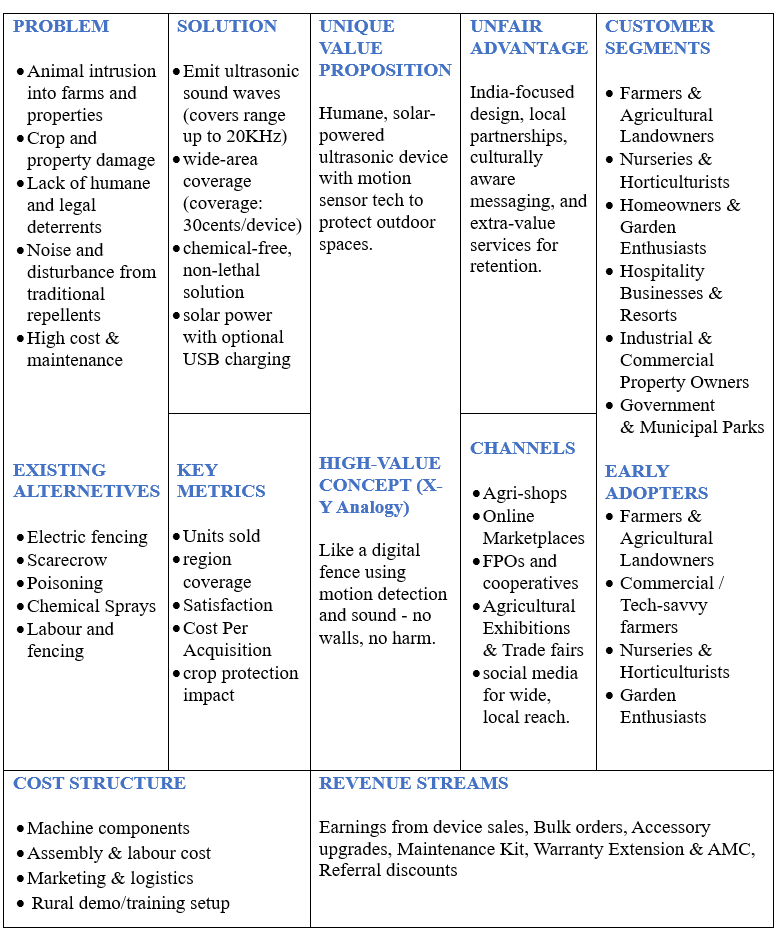 PROBLEM
• Animal intrusion
into farms and
properties
• Crop and
property damage
• Lack of humane
and legal
deterrents
• Noise and
disturbance from
traditional
repellents
• High cost &
maintenance
EXISTING
ALTERNETIVES
• Electric fencing
• Scarecrow
• Poisoning
• Chemical Sprays
• Labour and
fencing
SOLUTION
• Emit ultrasonic
sound waves
(covers range
up to 20KHz)
• wide-area
coverage
(coverage:
30cents/device)
• chemical-free,
non-lethal
solution
• solar power
with optional
USB charging
KEY
METRICS
• Units sold
• region
coverage
• Satisfaction
• Cost Per
Acquisition
• crop protection
impact
UNIQUE
VALUE
PROPOSITION
Humane, solar-
powered
ultrasonic device
with motion
sensor tech to
protect outdoor
spaces.
HIGH-VALUE
CONCEPT (X-
Y Analogy)
Like a digital
fence using
motion detection
and sound - no
walls, no harm.
UNFAIR
ADVANTAGE
India-focused
design, local
partnerships,
culturally
aware
messaging, and
extra-value
services for
retention.
CHANNELS
• Agri-shops
• Online
Marketplaces
• FPOs and
cooperatives
• Agricultural
Exhibitions
& Trade fairs
• social media
for wide,
local reach.
CUSTOMER
SEGMENTS
• Farmers &
Agricultural
Landowners
• Nurseries &
Horticulturists
• Homeowners &
Garden
Enthusiasts
• Hospitality
Businesses &
Resorts
• Industrial &
Commercial
Property Owners
• Government
& Municipal Parks
EARLY
ADOPTERS
• Farmers &
Agricultural
Landowners
• Commercial /
Tech-savvy
farmers
• Nurseries &
Horticulturists
• Garden
Enthusiasts
COST STRUCTURE
• Machine components
• Assembly & labour cost
• Marketing & logistics
• Rural demo/training setup
REVENUE STREAMS
Earnings from device sales, Bulk orders, Accessory
upgrades, Maintenance Kit, Warranty Extension & AMC,
Referral discounts